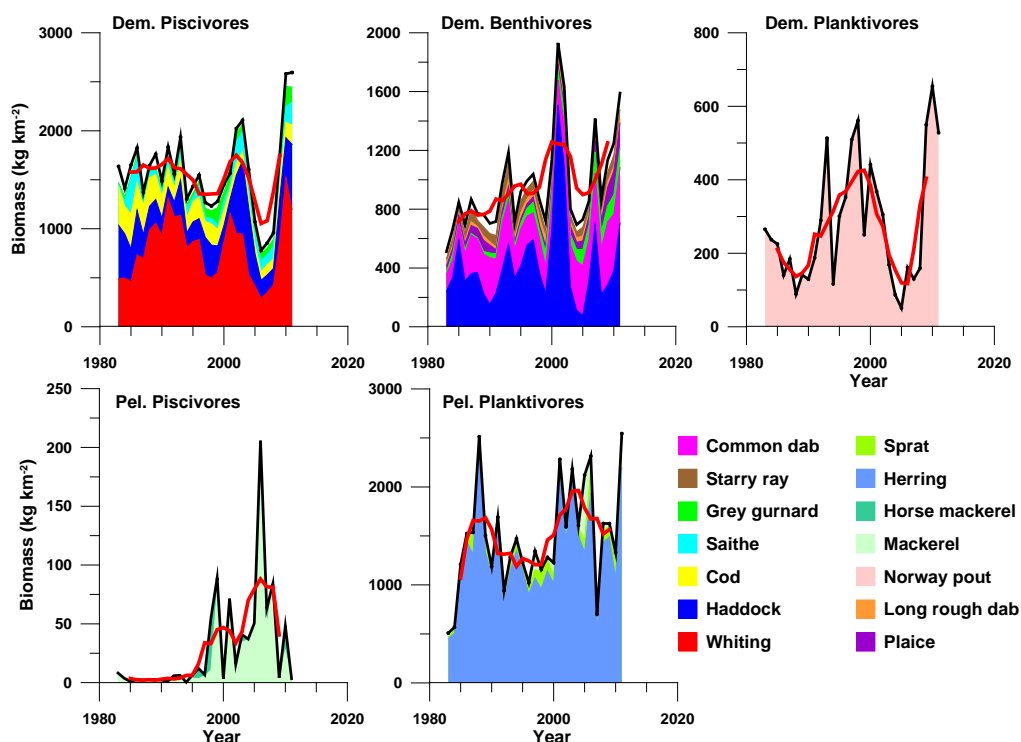 Dem. Piscivores
Dem. Benthivores
Dem. Planktivores
Biomass (kg km-2)
3000
2000
1000
0
1980
2000
2020
2000
1600
1200
800
400
0
1980
2000
2020
800
600
400
200
0
1980
2000
2020
Year
Pel. Piscivores
Pel. Planktivores
Biomass (kg km-2)
250
200
150
100
50
0
1980
2000
2020
Year
3000
2000
1000
0
1980
2000
2020
Year
Common dab
Starry ray
Grey gurnard
Saithe
Cod
Haddock
Whiting
Sprat
Herring
Horse mackerel
Mackerel
Norway pout
Long rough dab
Plaice